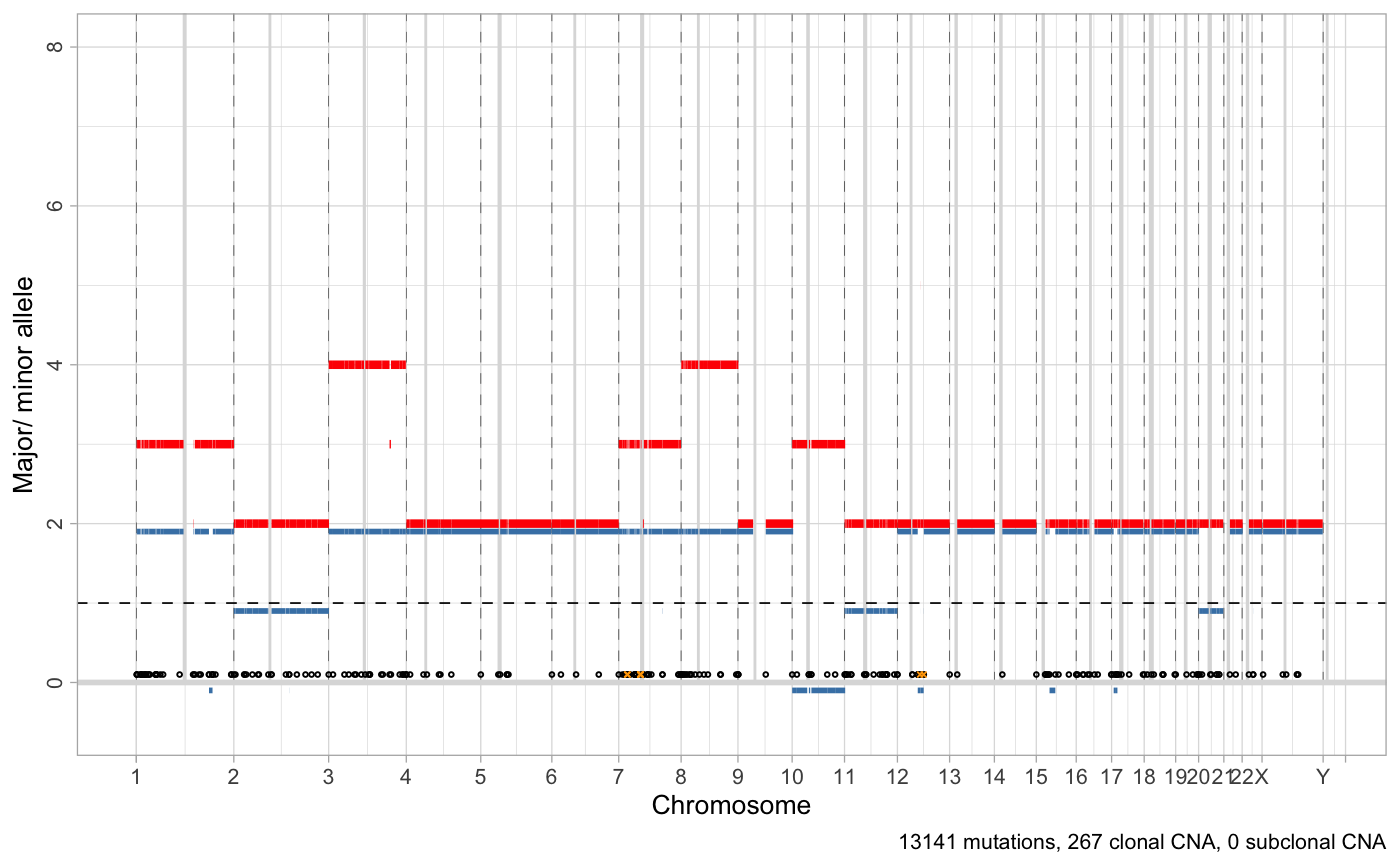 Major/ minor allele
8
6
4
2
0
1 2 3 4 5 6 7 8 9 10 11 12 13 14 15 16 17 18 19 20 21 22 X Y
Chromosome
13141 mutations, 267 clonal CNA, 0 subclonal CNA